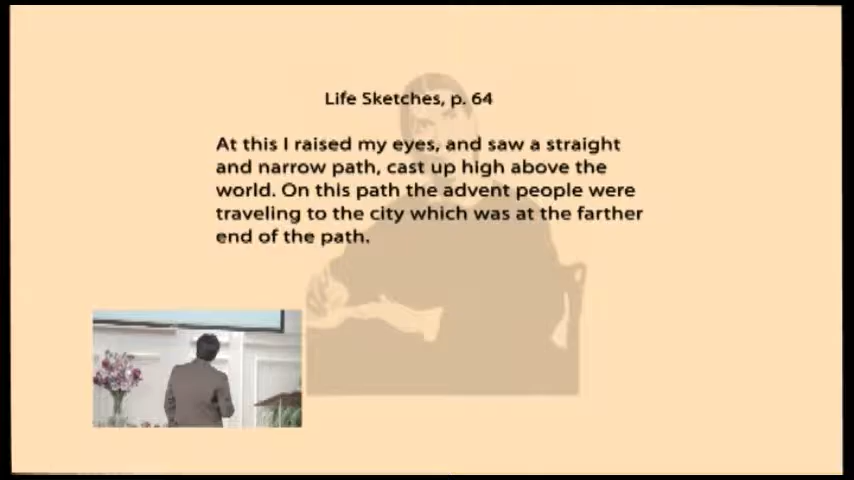 Life Sketches, p. 64
At this I raised my eyes, and saw a straight
and narrow path, cast up high above the
world. On this path the advent people were
traveling to the city which was at the farther
end of the path.